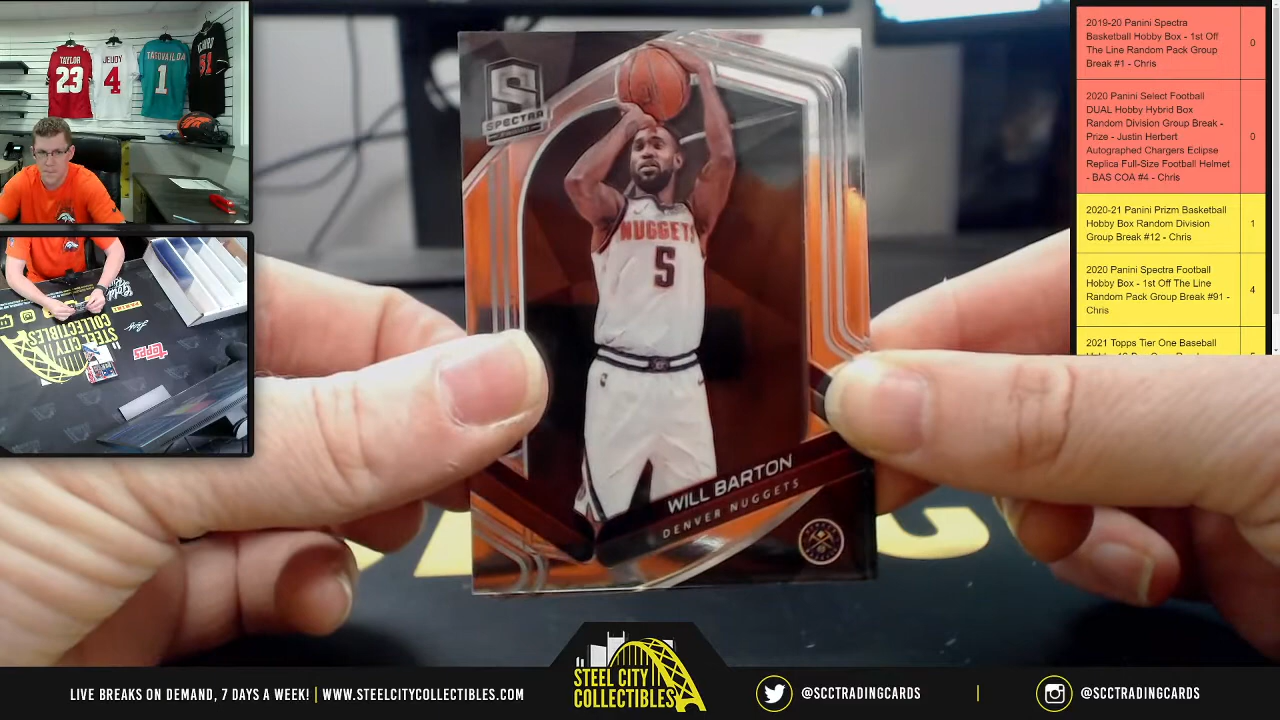 TAYLOR
23
JEUDY
4
TAGOVAILOA
1
2019-20 Panini Spectra
Basketball Hobby Box - 1st Off
The Line Random Pack Group
Break #1 - Chris
0
2020 Panini Select Football
DUAL Hobby Hybrid Box
Random Division Group Break -
Prize - Justin Herbert
Autographed Chargers Eclipse
Replica Full-Size Football Helmet
- BAS COA #4 - Chris
0
2020-21 Panini Prizm Basketball
Hobby Box Random Division
Group Break #12 - Chris
1
2020 Panini Spectra Football
Hobby Box - 1st Off The Line
Random Pack Group Break #91 -
Chris
4
2021 Topps Tier One Baseball
S
SPECTRA
NUGGETS
5
WILL BARTON
DENVER NUGGETS
STEEL CITY
COLLECTIBLES
PANINI
Topps
LIVE BREAKS ON DEMAND, 7 DAYS A WEEK! | WWW.STEELCITYCOLLECTIBLES.COM
STEEL CITY
COLLECTIBLES
@SCCTRADINGCARDS
@SCCTRADINGCARDS